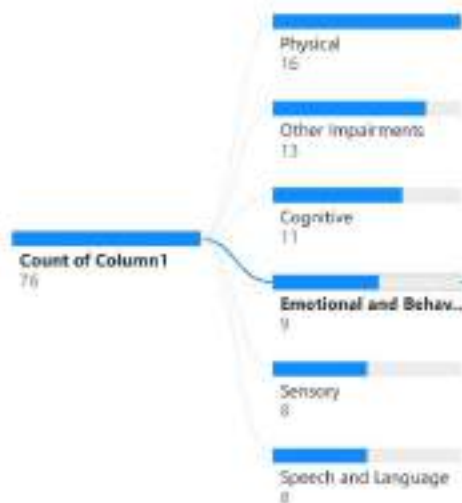 Physical
16
Other Impairments
13
Cognitive
11
Count of Column1
76
Emotional and Behav...
9
Sensory
8
Speech and Language
8